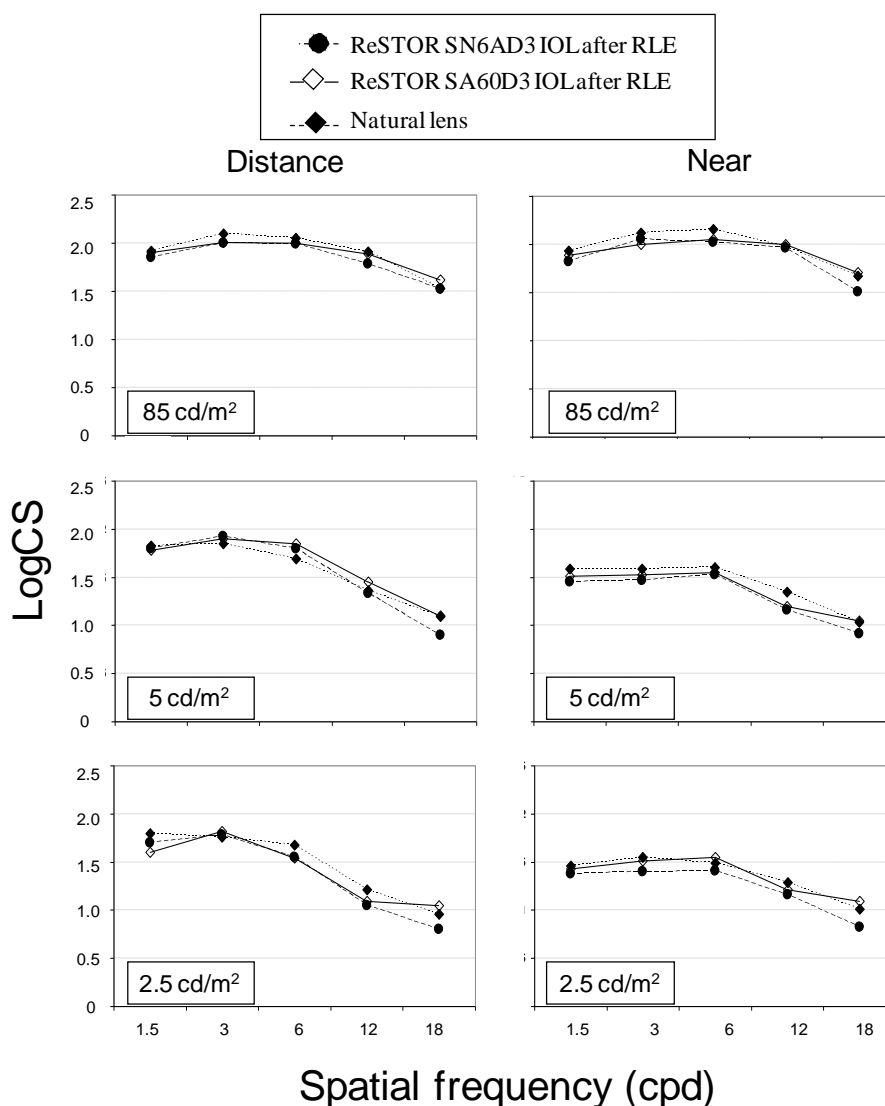 ReSTOR SN6AD3 IOL after RLE
ReSTOR SA60D3 IOL after RLE
Natural lens
Distance
Near
2.5
2.0
1.5
1.0
0.5
0
85 cd/m²
85 cd/m²
LogCS
2.5
2.0
1.5
1.0
0.5
0
5 cd/m²
5 cd/m²
2.5
2.0
1.5
1.0
0.5
0
2.5 cd/m²
2.5 cd/m²
1.5 3 6 12 18
1.5 3 6 12 18
Spatial frequency (cpd)